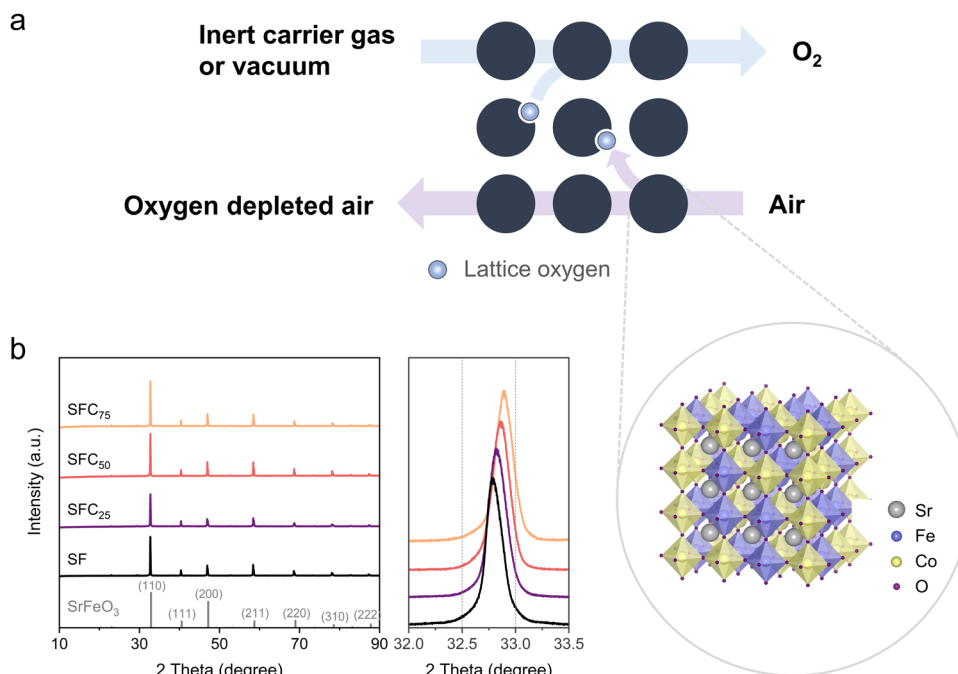 a
Inert carrier gas
or vacuum
O₂
Oxygen depleted air
Air
Lattice oxygen
b
Intensity (a.u.)
SFC₇₅
SFC₅₀
SFC₂₅
SF
SrFeO₃
(110)
(111)
(200)
(211)
(220)
(310)
(222)
10
30
50
70
90
2 Theta (degree)
32.0
32.5
33.0
33.5
2 Theta (degree)
Sr
Fe
Co
O